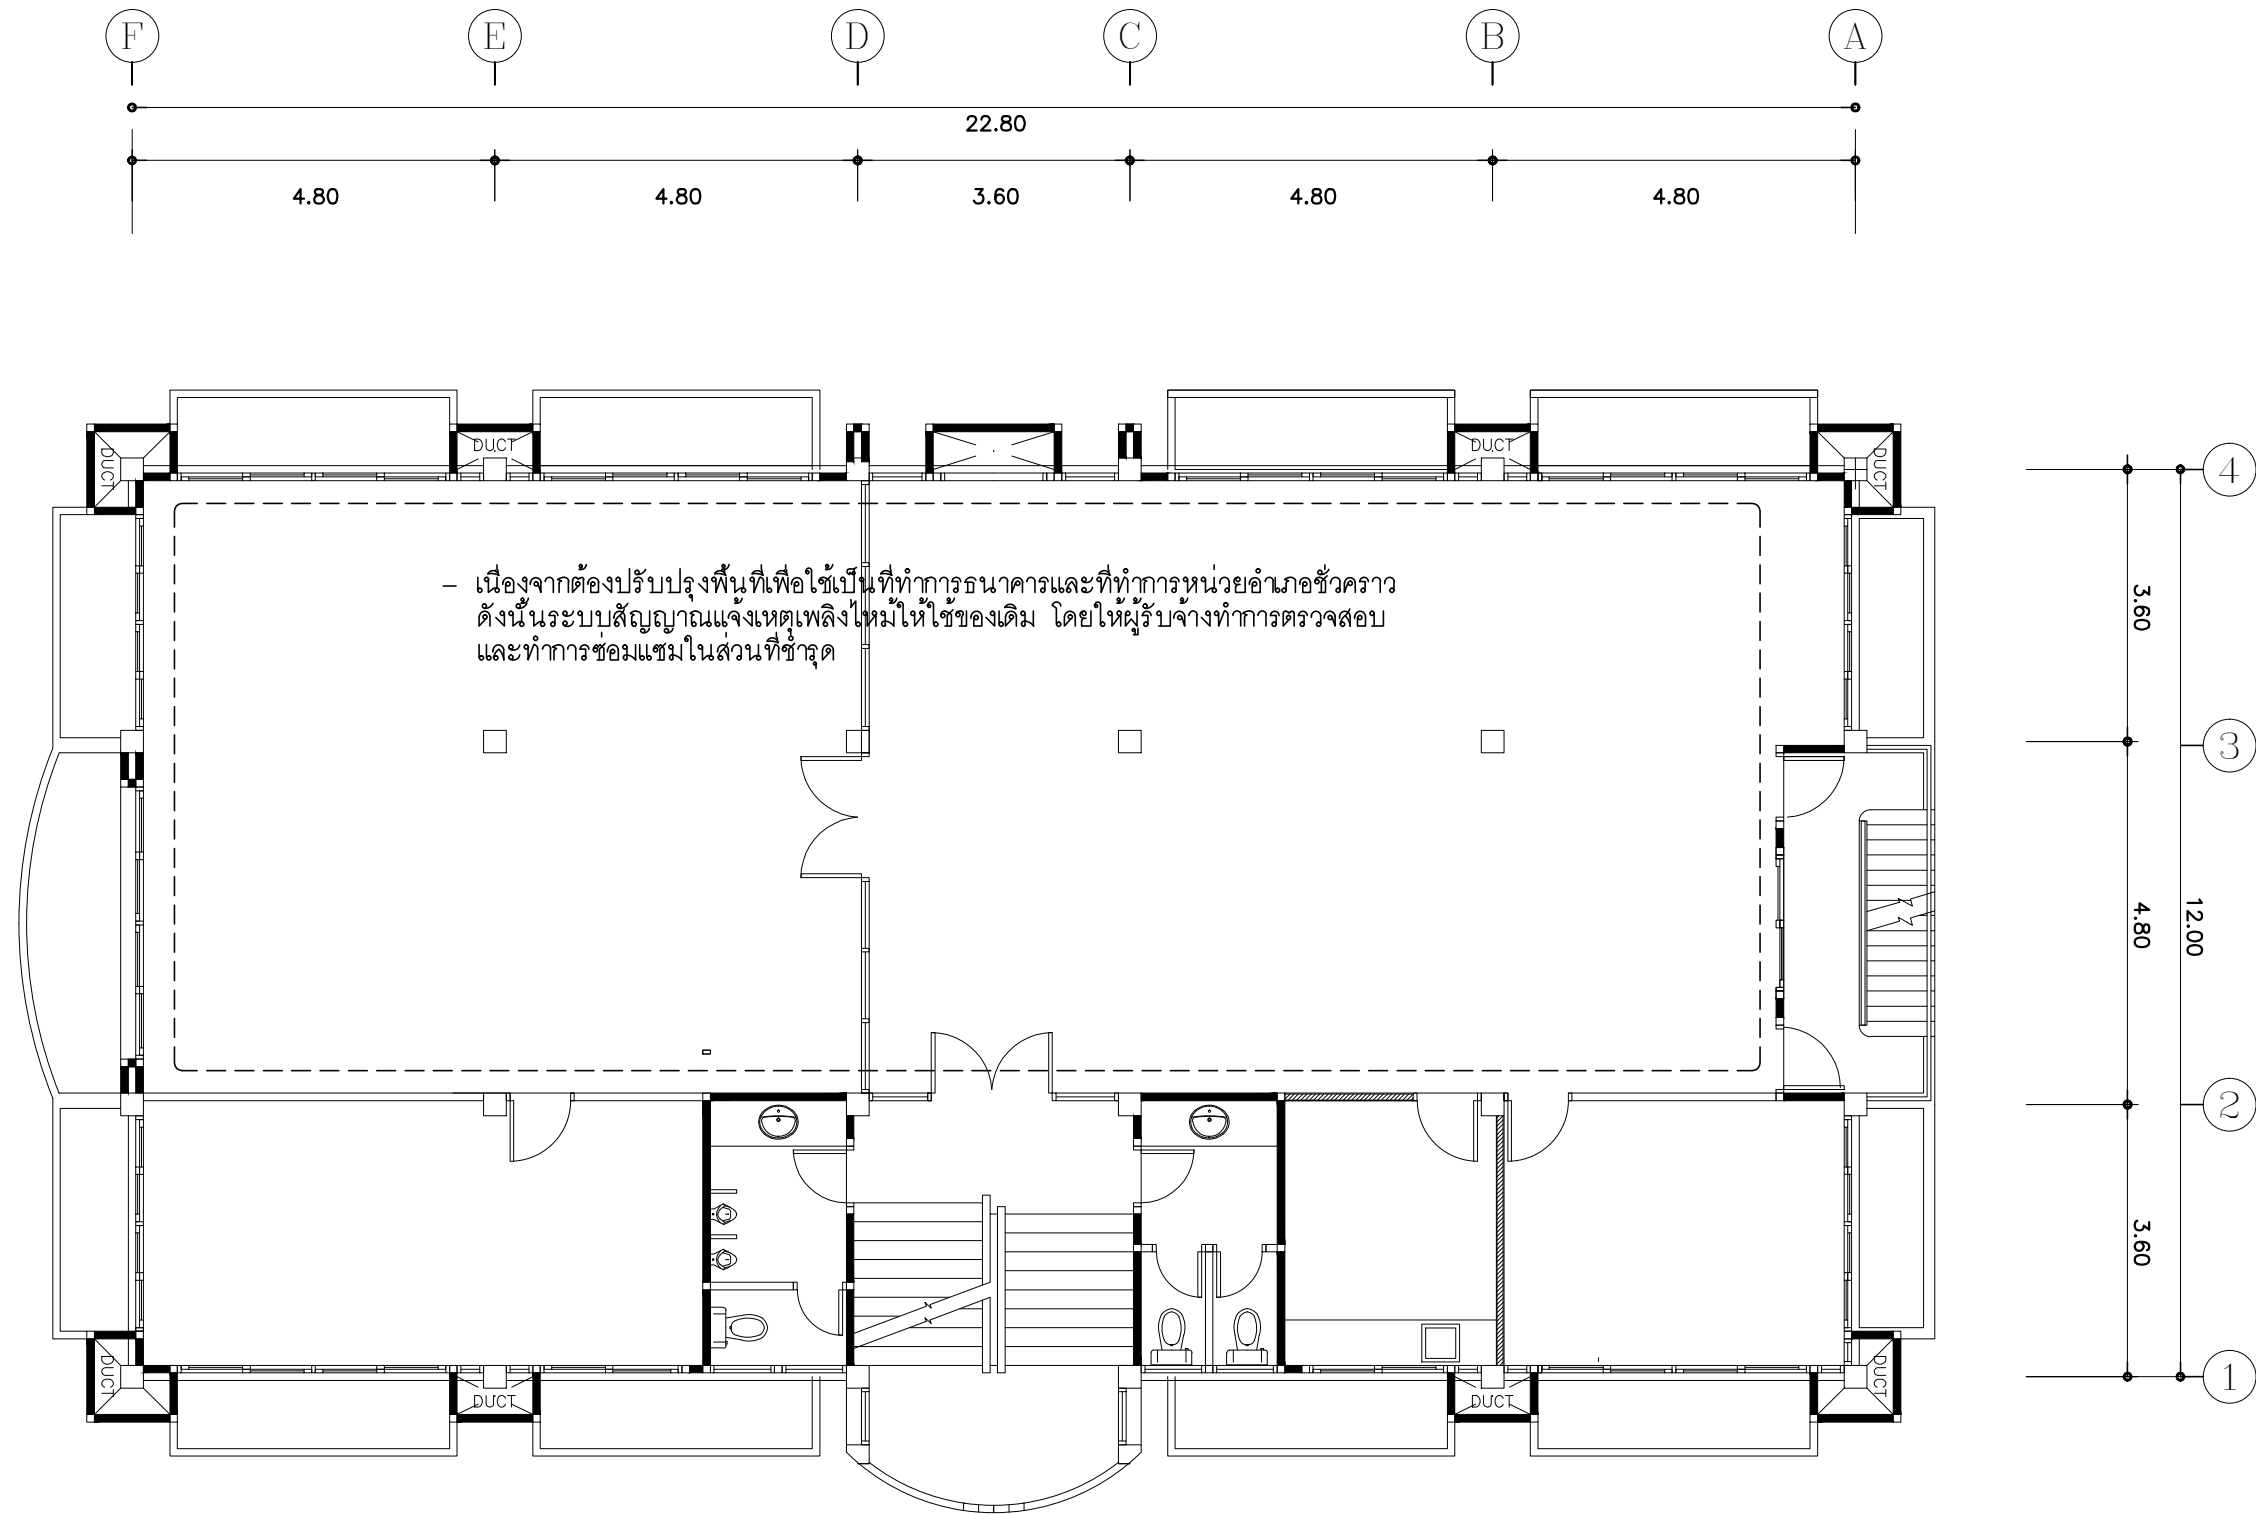 F E D C B A
22.80
4.80 4.80 3.60 4.80 4.80
DUCT DUCT DUCT DUCT
4
– เนื่องจากต้องปรับปรุงพื้นที่เพื่อใช้เป็นที่ทำการธนาคารและที่ทำการหน่วยอำเภอชั่วคราว
ดังนั้นระบบสัญญาณแจ้งเหตุเพลิงไหม้ให้ใช้ของเดิม โดยให้ผู้รับจ้างทำการตรวจสอบ
และทำการซ่อมแซมในส่วนที่ชำรุด
3.60
3
4.80 12.00
2
3.60
DUCT DUCT DUCT DUCT
1